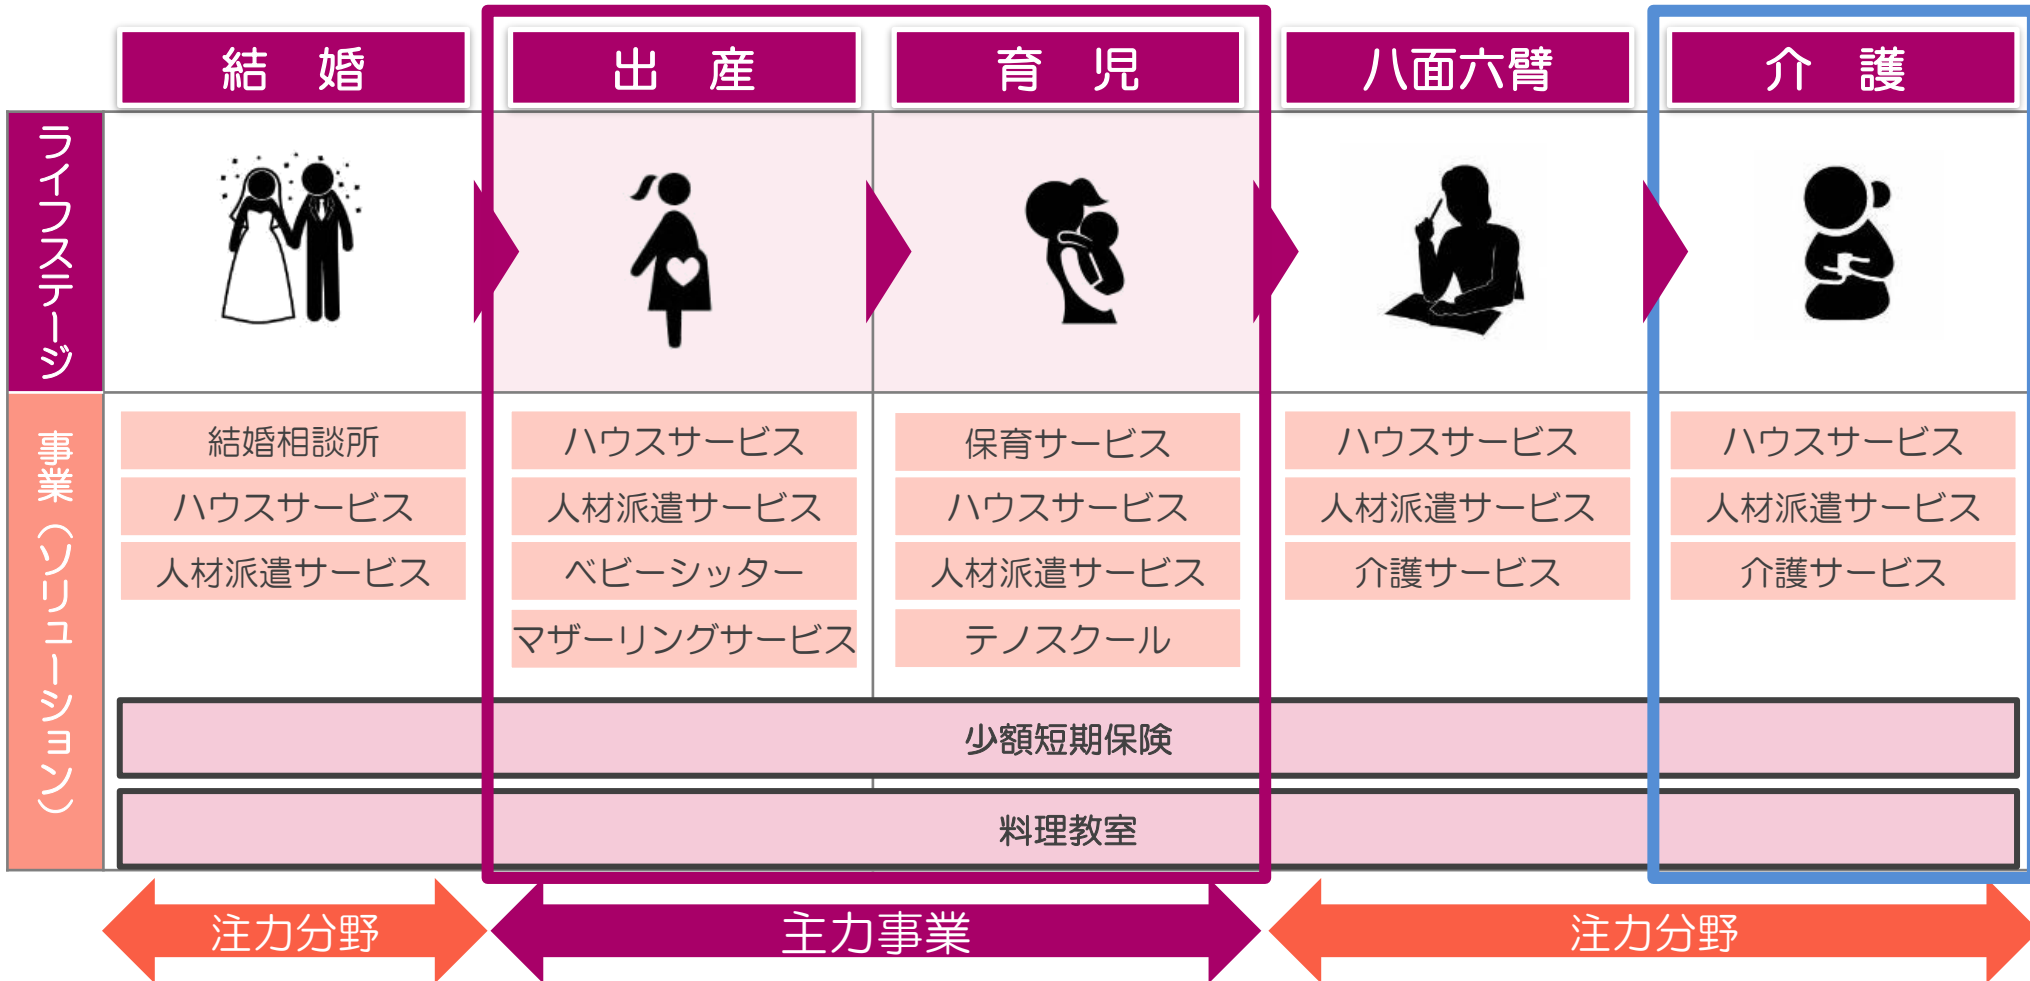 結 婚
出 産
育 児
八面六臂
介 護
ライフステージ
事業（ソリューション）
結婚相談所
ハウスサービス
人材派遣サービス
ハウスサービス
人材派遣サービス
ベビーシッター
マザーリングサービス
保育サービス
ハウスサービス
人材派遣サービス
テノスクール
ハウスサービス
人材派遣サービス
介護サービス
ハウスサービス
人材派遣サービス
介護サービス
少額短期保険
料理教室
注力分野
主力事業
注力分野